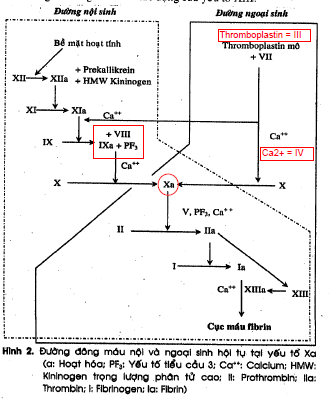 Đường nội sinh
Đường ngoại sinh
Bề mặt hoạt tính
Thromboplastin = III
Thromboplastin mô
+ VII
XII
XIIa
+ Prekallikrein
+ HMW Kininogen
XI
XIa
Ca⁺⁺
IX
+ VIII
IXa + PF₃
Ca⁺⁺
Ca⁺⁺
Ca2+ = IV
X
Xa
X
V, PF₃, Ca⁺⁺
II
IIa
I
Ia
Ca⁺⁺
XIIIa
XIII
Cục máu fibrin
Hình 2. Đường đông máu nội và ngoại sinh hội tụ tại yếu tố Xa
(a: Hoạt hóa; PF₃: Yếu tố tiểu cầu 3; Ca⁺⁺: Calcium; HMW:
Kininogen trọng lượng phân tử cao; II: Prothrombin; IIa:
Thrombin; I: Fibrinogen; Ia: Fibrin)